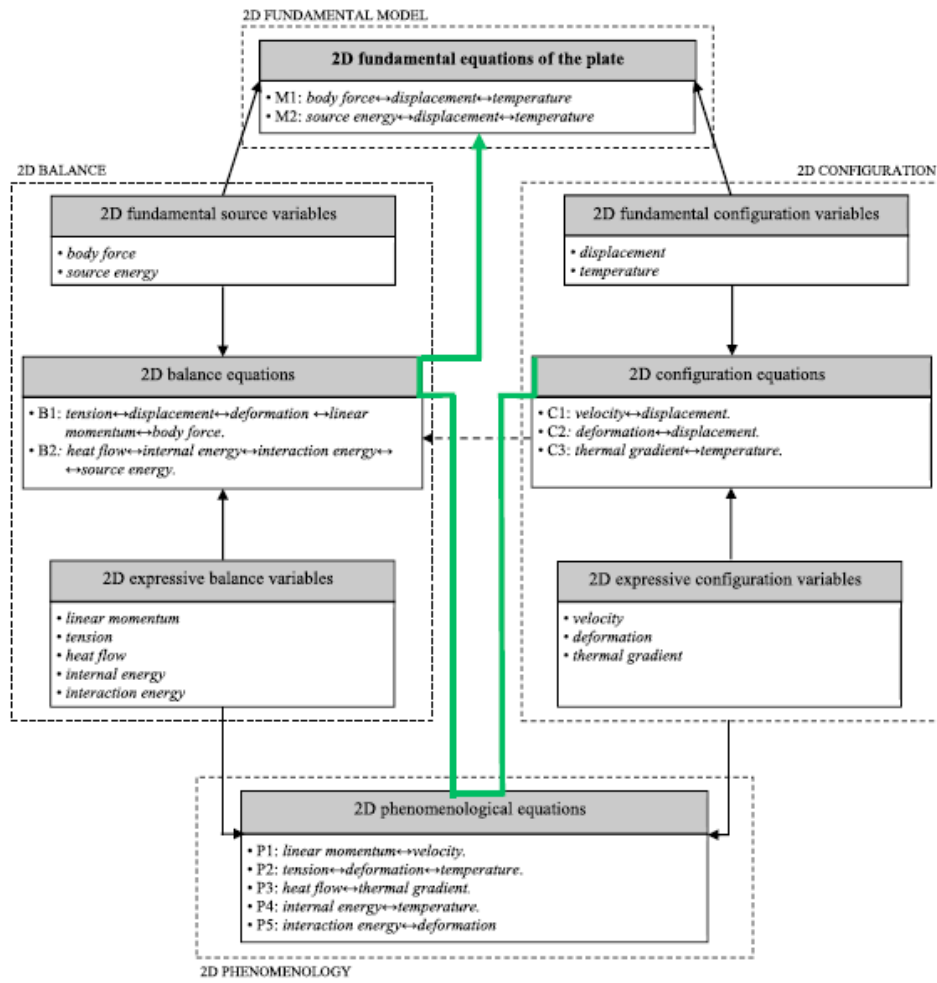 2D FUNDAMENTAL MODEL
2D fundamental equations of the plate
• M1: body force↔displacement↔temperature
• M2: source energy↔displacement↔temperature
2D BALANCE
2D CONFIGURATION
2D fundamental source variables
• body force
• source energy
2D fundamental configuration variables
• displacement
• temperature
2D balance equations
• B1: tension↔displacement↔deformation ↔linear
momentum↔body force.
• B2: heat flow↔internal energy↔interaction energy↔
↔source energy.
2D configuration equations
• C1: velocity↔displacement.
• C2: deformation↔displacement.
• C3: thermal gradient↔temperature.
2D expressive balance variables
• linear momentum
• tension
• heat flow
• internal energy
• interaction energy
2D expressive configuration variables
• velocity
• deformation
• thermal gradient
2D phenomenological equations
• P1: linear momentum↔velocity.
• P2: tension↔deformation↔temperature.
• P3: heat flow↔thermal gradient.
• P4: internal energy↔temperature.
• P5: interaction energy↔deformation
2D PHENOMENOLOGY